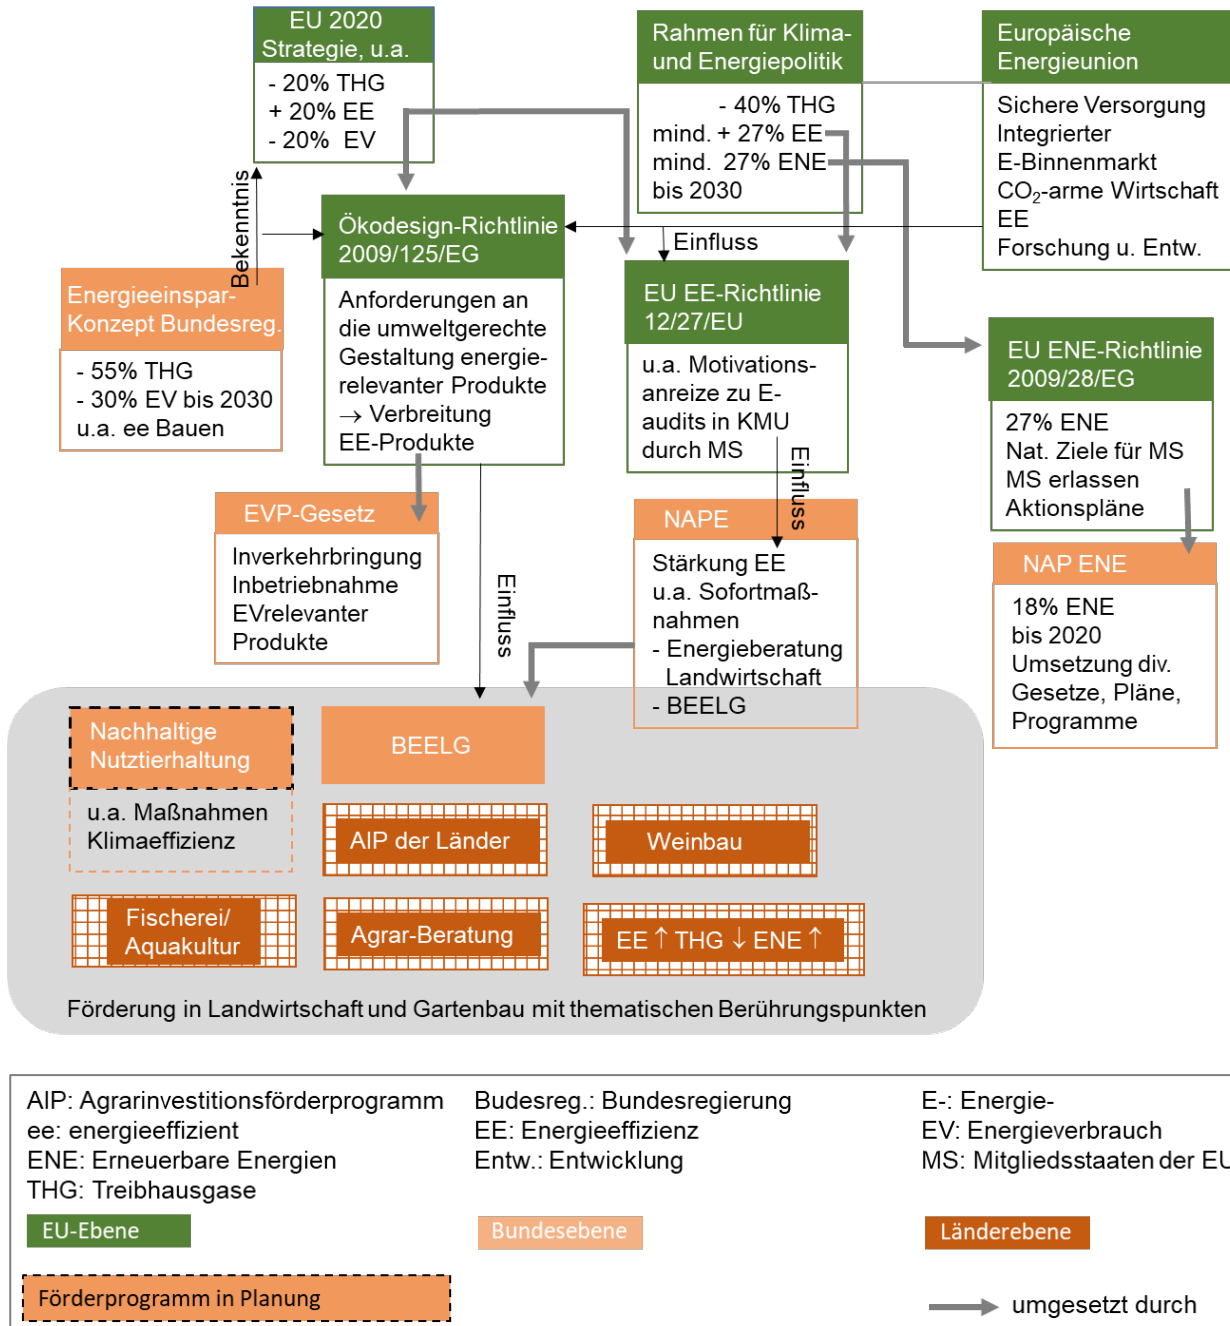 EU 2020
Strategie, u.a.
- 20% THG
+ 20% EE
- 20% EV
Rahmen für Klima-
und Energiepolitik
- 40% THG
mind. + 27% EE
mind. 27% ENE
bis 2030
Europäische
Energieunion
Sichere Versorgung
Integrierter
E-Binnenmarkt
CO₂-arme Wirtschaft
EE
Forschung u. Entw.
Bekenntnis
Ökodesign-Richtlinie
2009/125/EG
Anforderungen an
die umweltgerechte
Gestaltung energie-
relevanter Produkte
→ Verbreitung
EE-Produkte
Einfluss
Energieeinspar-
Konzept Bundesreg.
- 55% THG
- 30% EV bis 2030
u.a. ee Bauen
EU EE-Richtlinie
12/27/EU
u.a. Motivations-
anreize zu E-
audits in KMU
durch MS
EU ENE-Richtlinie
2009/28/EG
27% ENE
Nat. Ziele für MS
MS erlassen
Aktionspläne
Einfluss
EVP-Gesetz
Inverkehrbringung
Inbetriebnahme
EVrelevanter
Produkte
Einfluss
NAPE
Stärkung EE
u.a. Sofortmaß-
nahmen
- Energieberatung
Landwirtschaft
- BEELG
NAP ENE
18% ENE
bis 2020
Umsetzung div.
Gesetze, Pläne,
Programme
Nachhaltige
Nutztierhaltung
u.a. Maßnahmen
Klimaeffizienz
BEELG
AIP der Länder
Weinbau
Fischerei/
Aquakultur
Agrar-Beratung
EE ↑ THG ↓ ENE ↑
Förderung in Landwirtschaft und Gartenbau mit thematischen Berührungspunkten
AIP: Agrarinvestitionsförderprogramm
ee: energieeffizient
ENE: Erneuerbare Energien
THG: Treibhausgase
Budesreg.: Bundesregierung
EE: Energieeffizienz
Entw.: Entwicklung
E-: Energie-
EV: Energieverbrauch
MS: Mitgliedsstaaten der EU
EU-Ebene
Bundesebene
Länderebene
Förderprogramm in Planung
umgesetzt durch